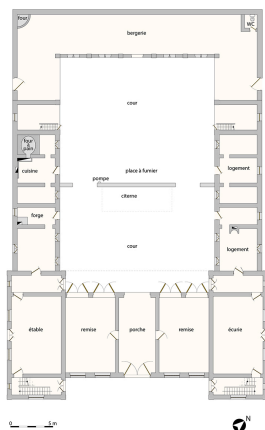 four
WC
bergerie
cour
four
à
pain
cuisine
place à fumier
logement
pompe
citerne
forge
cour
logement
étable
remise
porche
remise
écurie
0 5 m
N